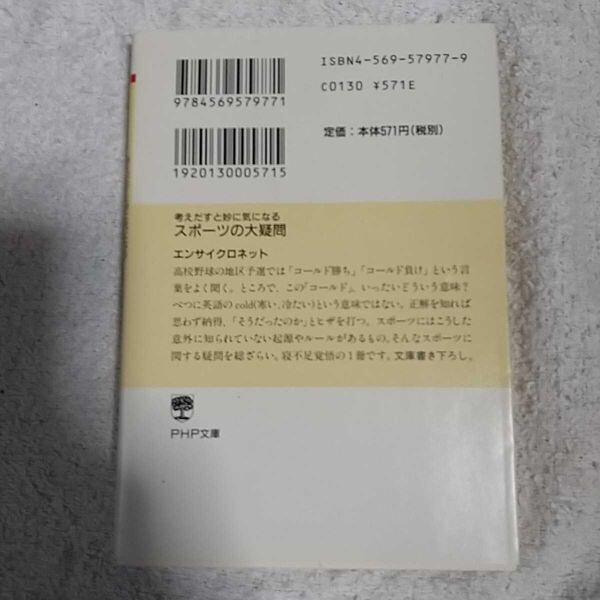 ISBN4-569-57977-9
C0130 ¥571E
9784569579771
定価：本体571円（税別）
1920130005715
考えだすと妙に気になる
スポーツの大疑問
エンサイクロネット
高校野球の地区予選では「コールド勝ち」「コールド負け」という言
葉をよく聞く。ところで、この「コールド」、いったいどういう意味？
べつに英語のcold（寒い、冷たい）という意味ではない。正解を知れば
思わず納得、「そうだったのか」とヒザを打つ。スポーツにはこうした
意外に知られていない起源やルールがあるもの。そんなスポーツに
関する疑問を総ざらい。寝不足覚悟の1冊です。文庫書き下ろし。
PHP文庫